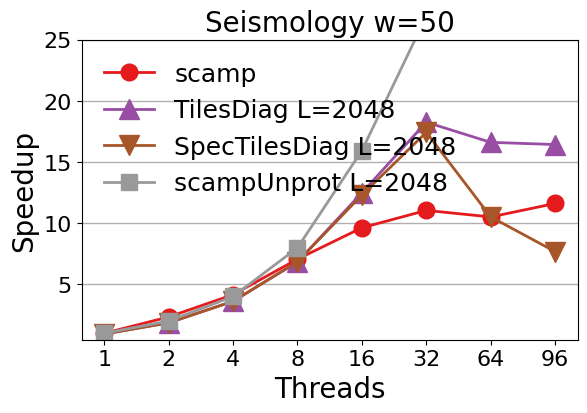 Seismology w=50
25
20
15
10
5
Speedup
scamp
TilesDiag L=2048
SpecTilesDiag L=2048
scampUnprot L=2048
1 2 4 8 16 32 64 96
Threads